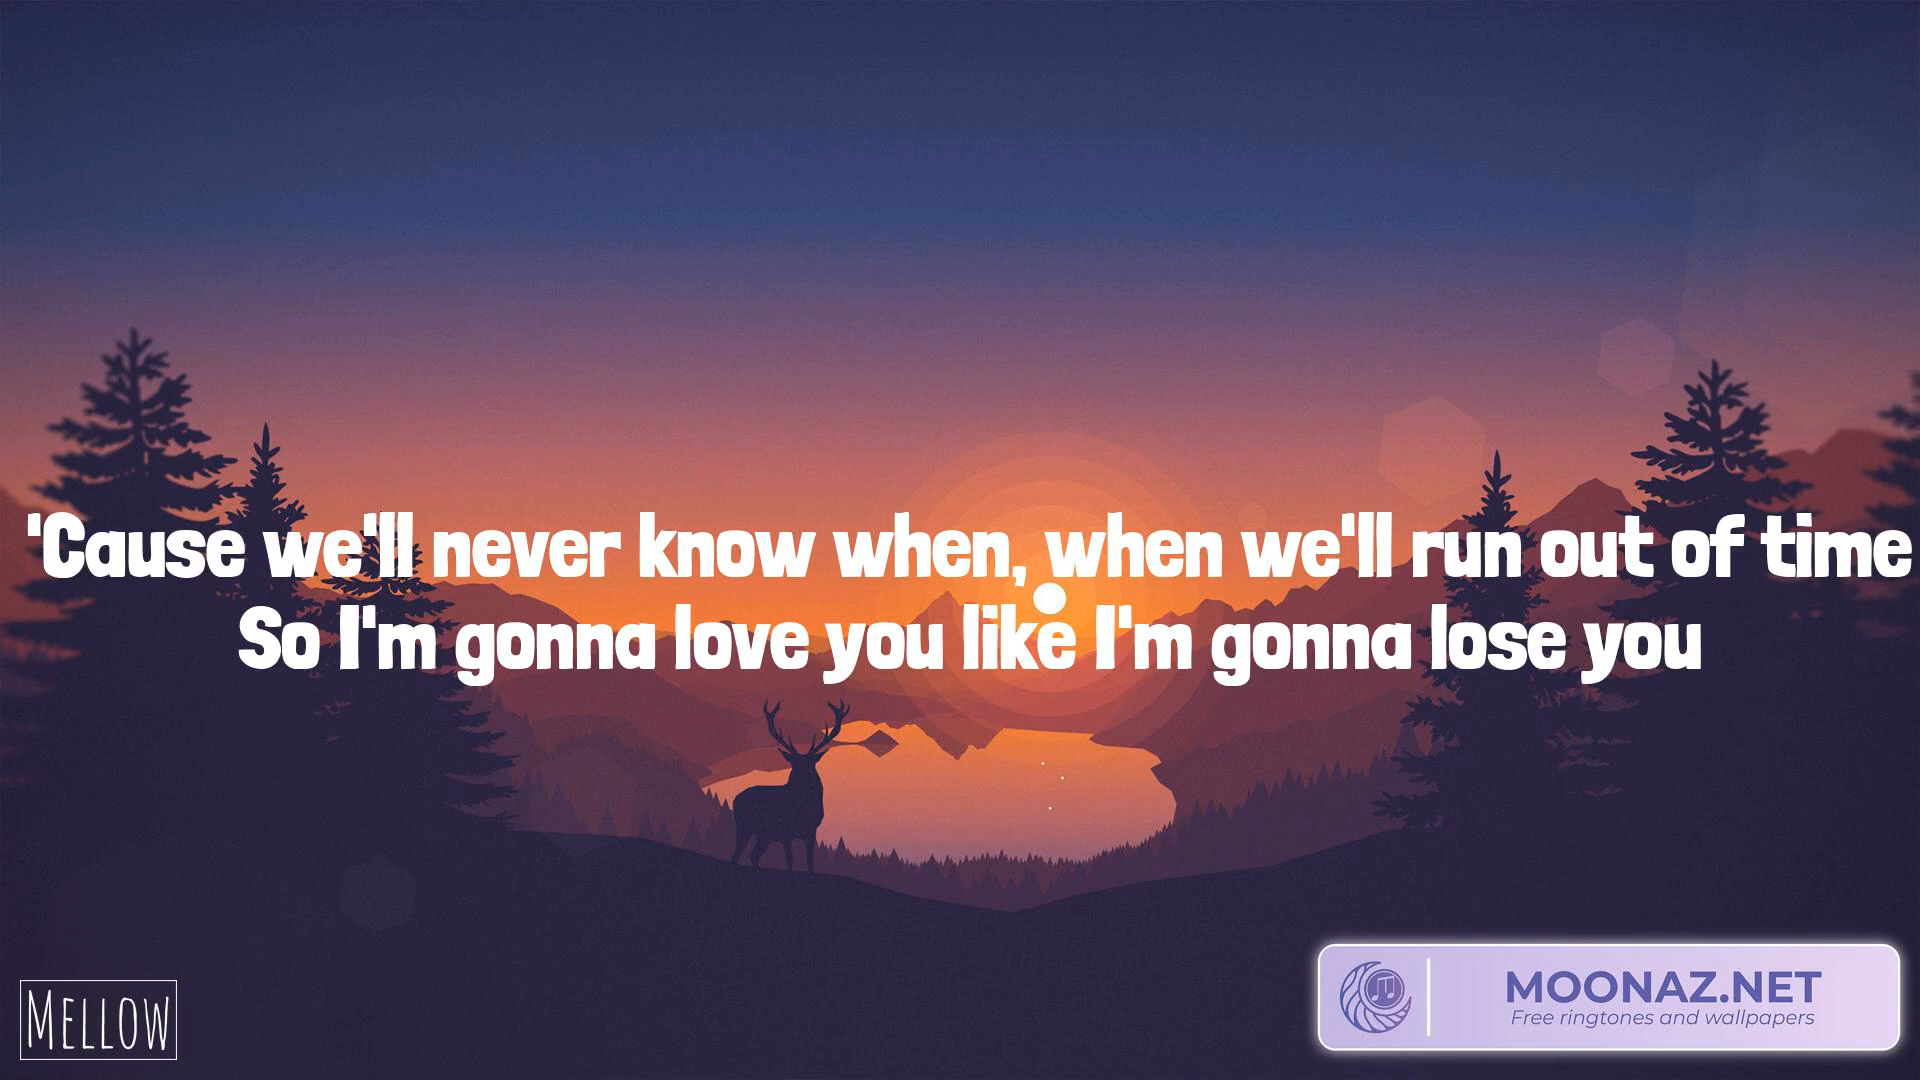 'Cause we'll never know when, when we'll run out of time
So I'm gonna love you like I'm gonna lose you
MELLOW
MOONAZ.NET
Free ringtones and wallpapers